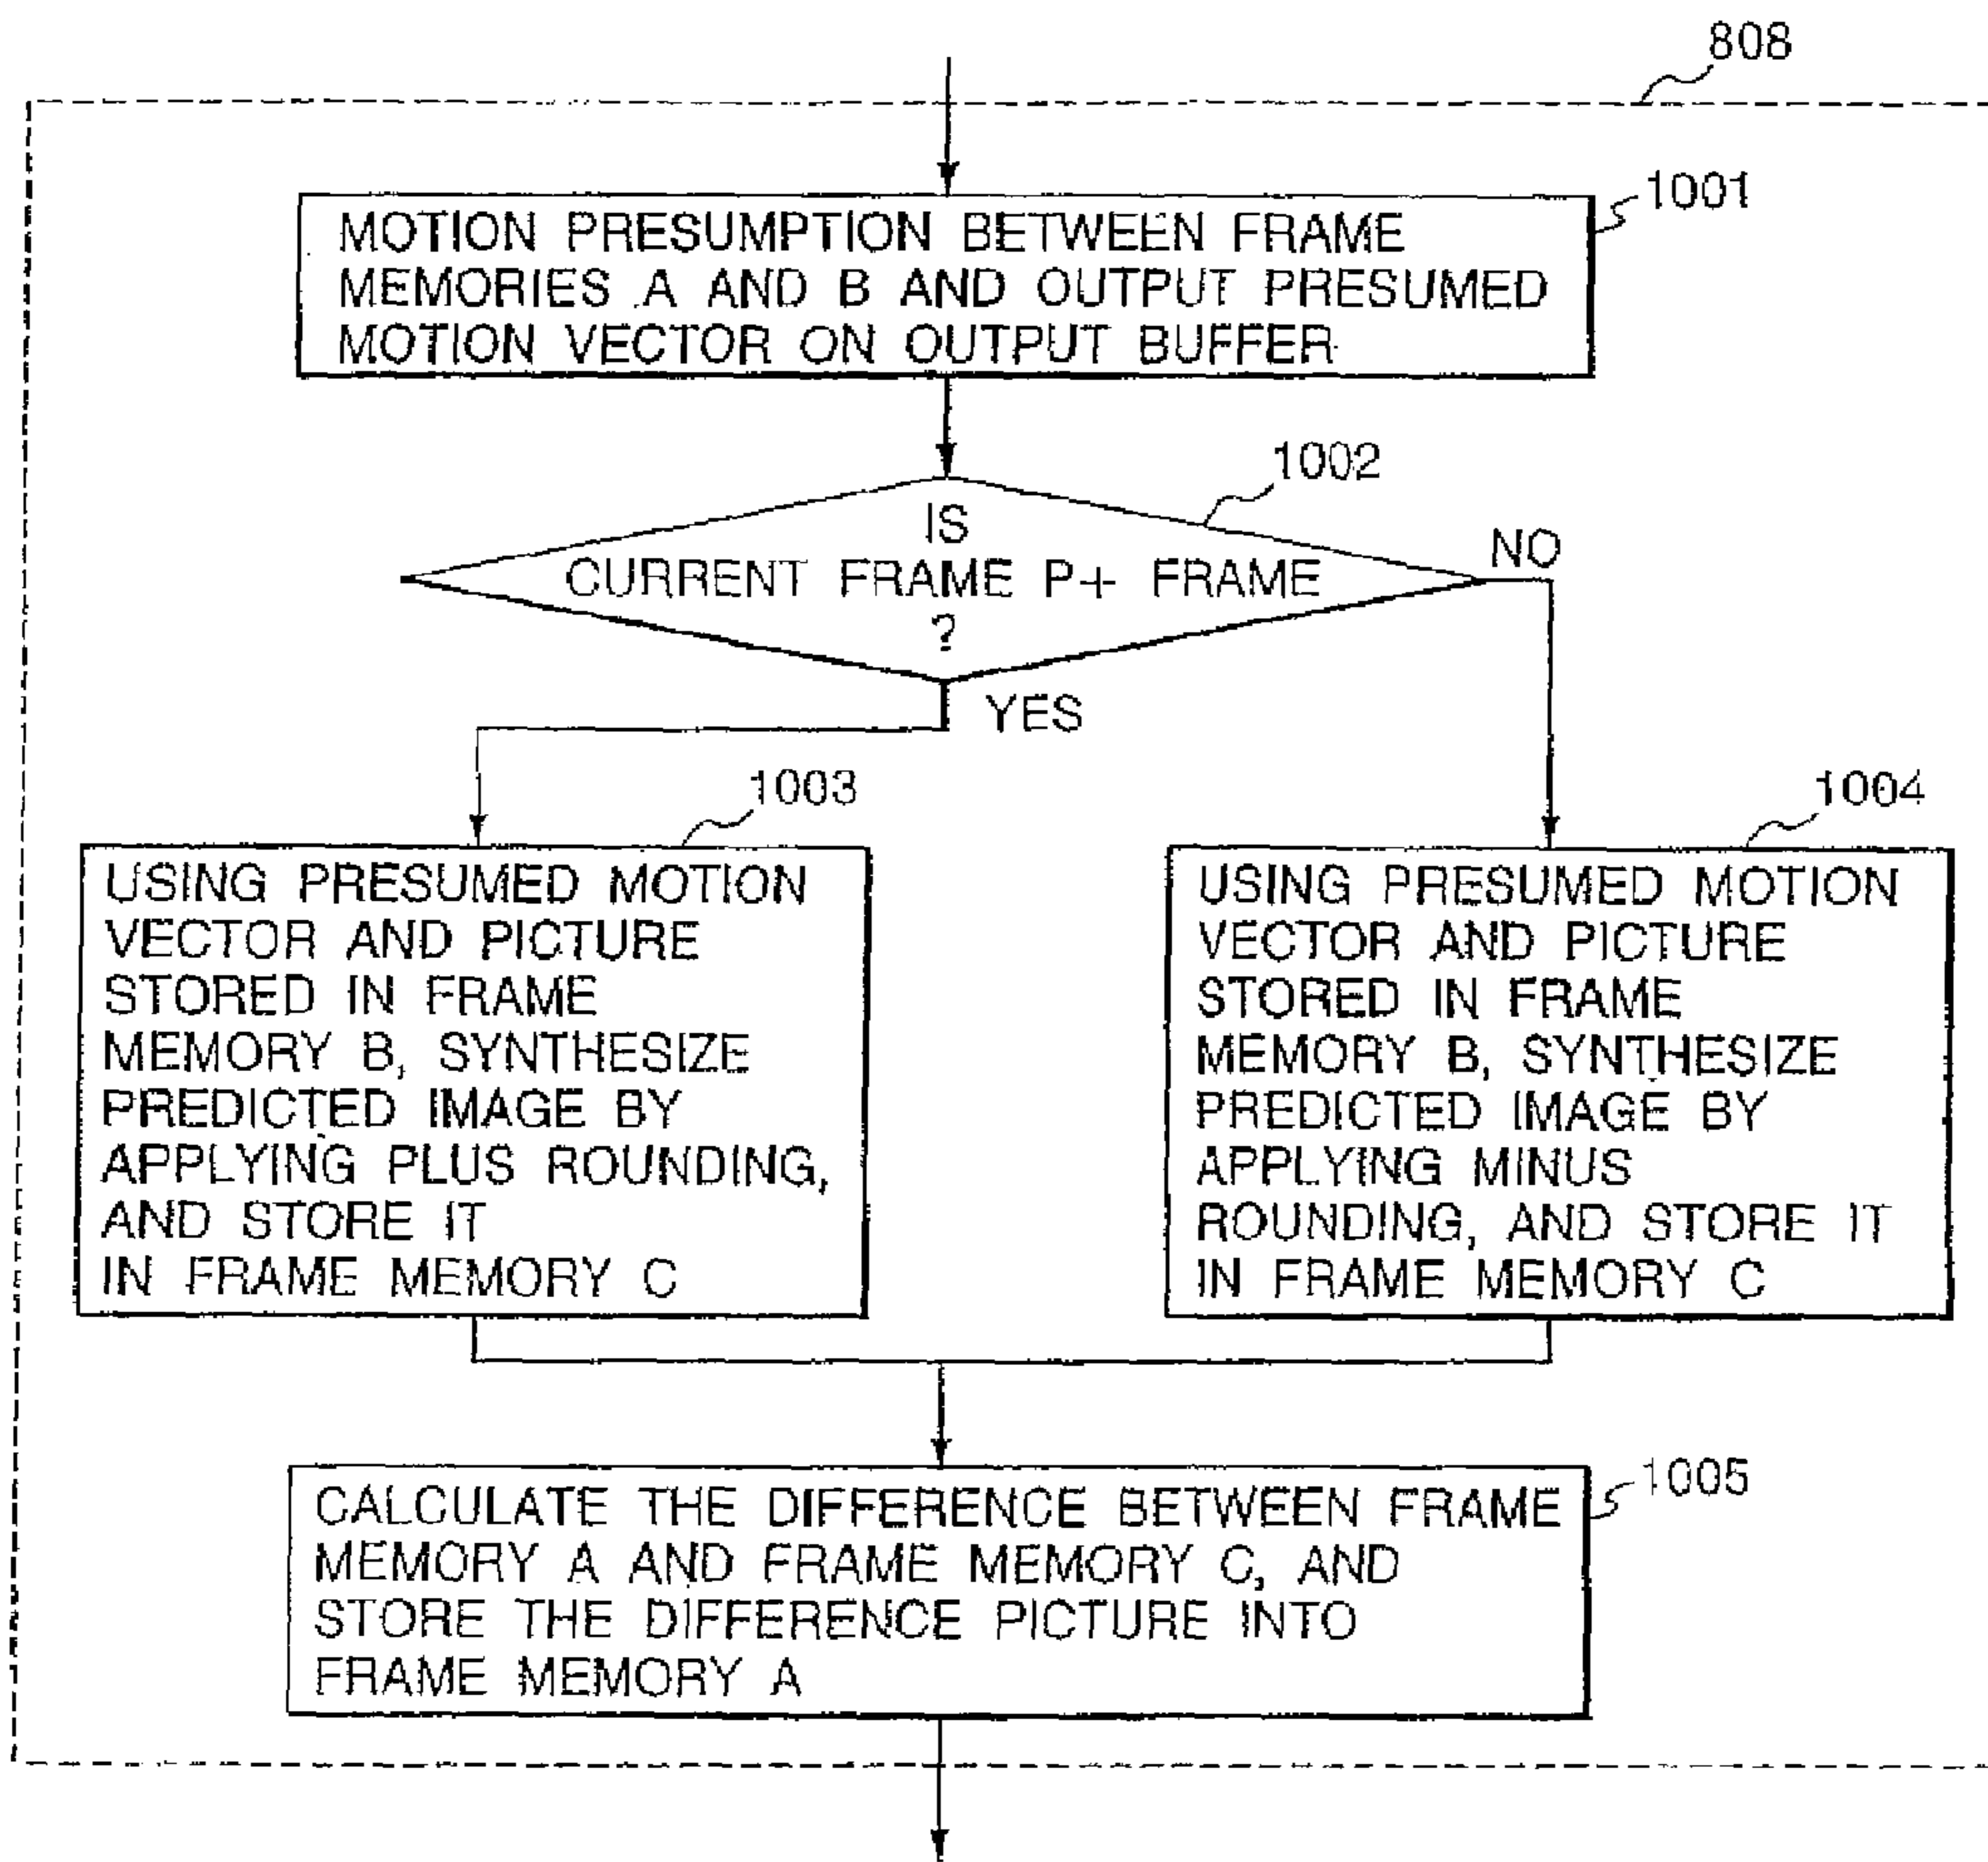 808
1001
MOTION PRESUMPTION BETWEEN FRAME
MEMORIES A AND B AND OUTPUT PRESUMED
MOTION VECTOR ON OUTPUT BUFFER
1002
IS
CURRENT FRAME P+ FRAME
?
NO
YES
1003
USING PRESUMED MOTION
VECTOR AND PICTURE
STORED IN FRAME
MEMORY B, SYNTHESIZE
PREDICTED IMAGE BY
APPLYING PLUS ROUNDING,
AND STORE IT
IN FRAME MEMORY C
1004
USING PRESUMED MOTION
VECTOR AND PICTURE
STORED IN FRAME
MEMORY B, SYNTHESIZE
PREDICTED IMAGE BY
APPLYING MINUS
ROUNDING, AND STORE IT
IN FRAME MEMORY C
1005
CALCULATE THE DIFFERENCE BETWEEN FRAME
MEMORY A AND FRAME MEMORY C, AND
STORE THE DIFFERENCE PICTURE INTO
FRAME MEMORY A